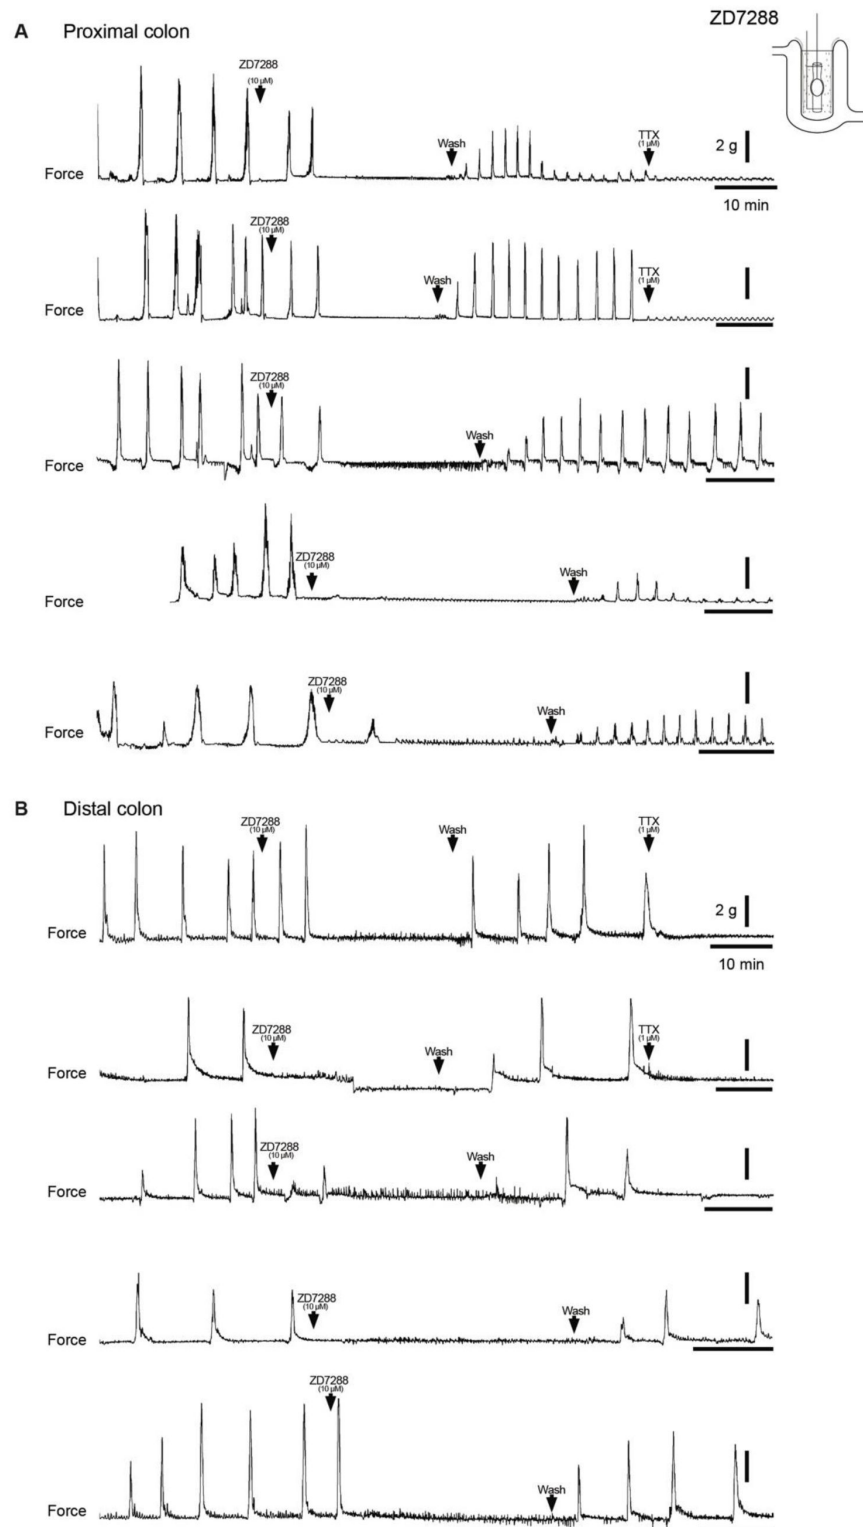 ZD7288
A Proximal colon
ZD7288
(10 µM)
Wash
TTX
(1 µM)
2 g
Force
10 min
ZD7288
(10 µM)
Wash
TTX
(1 µM)
Force
ZD7288
(10 µM)
Wash
Force
ZD7288
(10 µM)
Wash
Force
ZD7288
(10 µM)
Wash
Force
B Distal colon
ZD7288
(10 µM)
Wash
TTX
(1 µM)
2 g
Force
10 min
ZD7288
(10 µM)
Wash
TTX
(1 µM)
Force
ZD7288
(10 µM)
Wash
Force
ZD7288
(10 µM)
Wash
Force
ZD7288
(10 µM)
Wash
Force